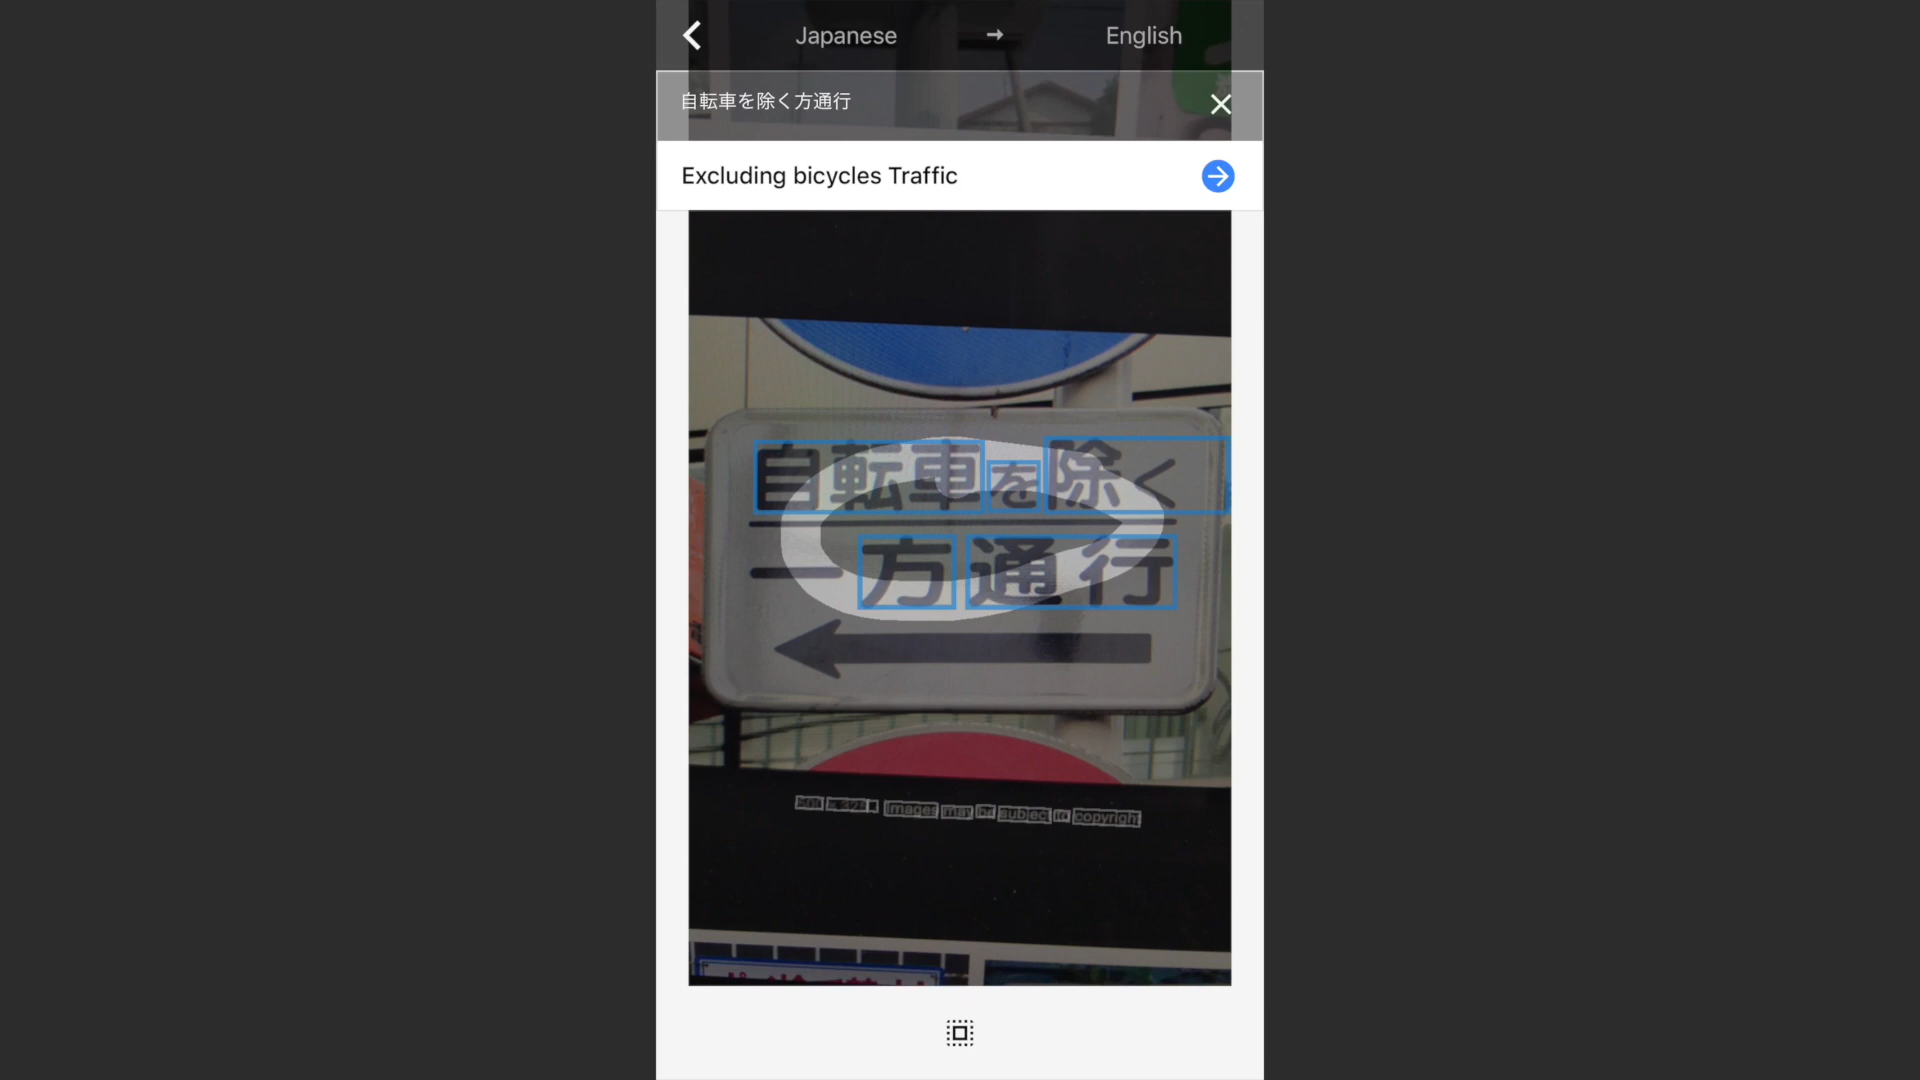 Japanese → English
自転車を除く方通行
Excluding bicycles Traffic
自転車を除く
一方通行
Images may be subject to copyright